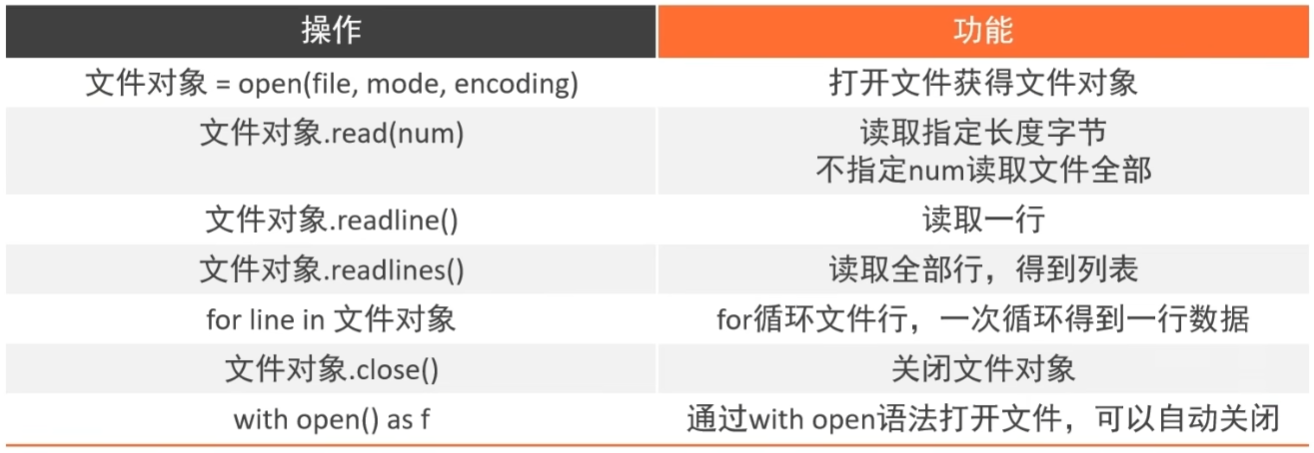 操作 功能
文件对象 = open(file, mode, encoding) 打开文件获得文件对象
文件对象.read(num) 读取指定长度字节
不指定num读取文件全部
文件对象.readline() 读取一行
文件对象.readlines() 读取全部行，得到列表
for line in 文件对象 for循环文件行，一次循环得到一行数据
文件对象.close() 关闭文件对象
with open() as f 通过with open语法打开文件，可以自动关闭